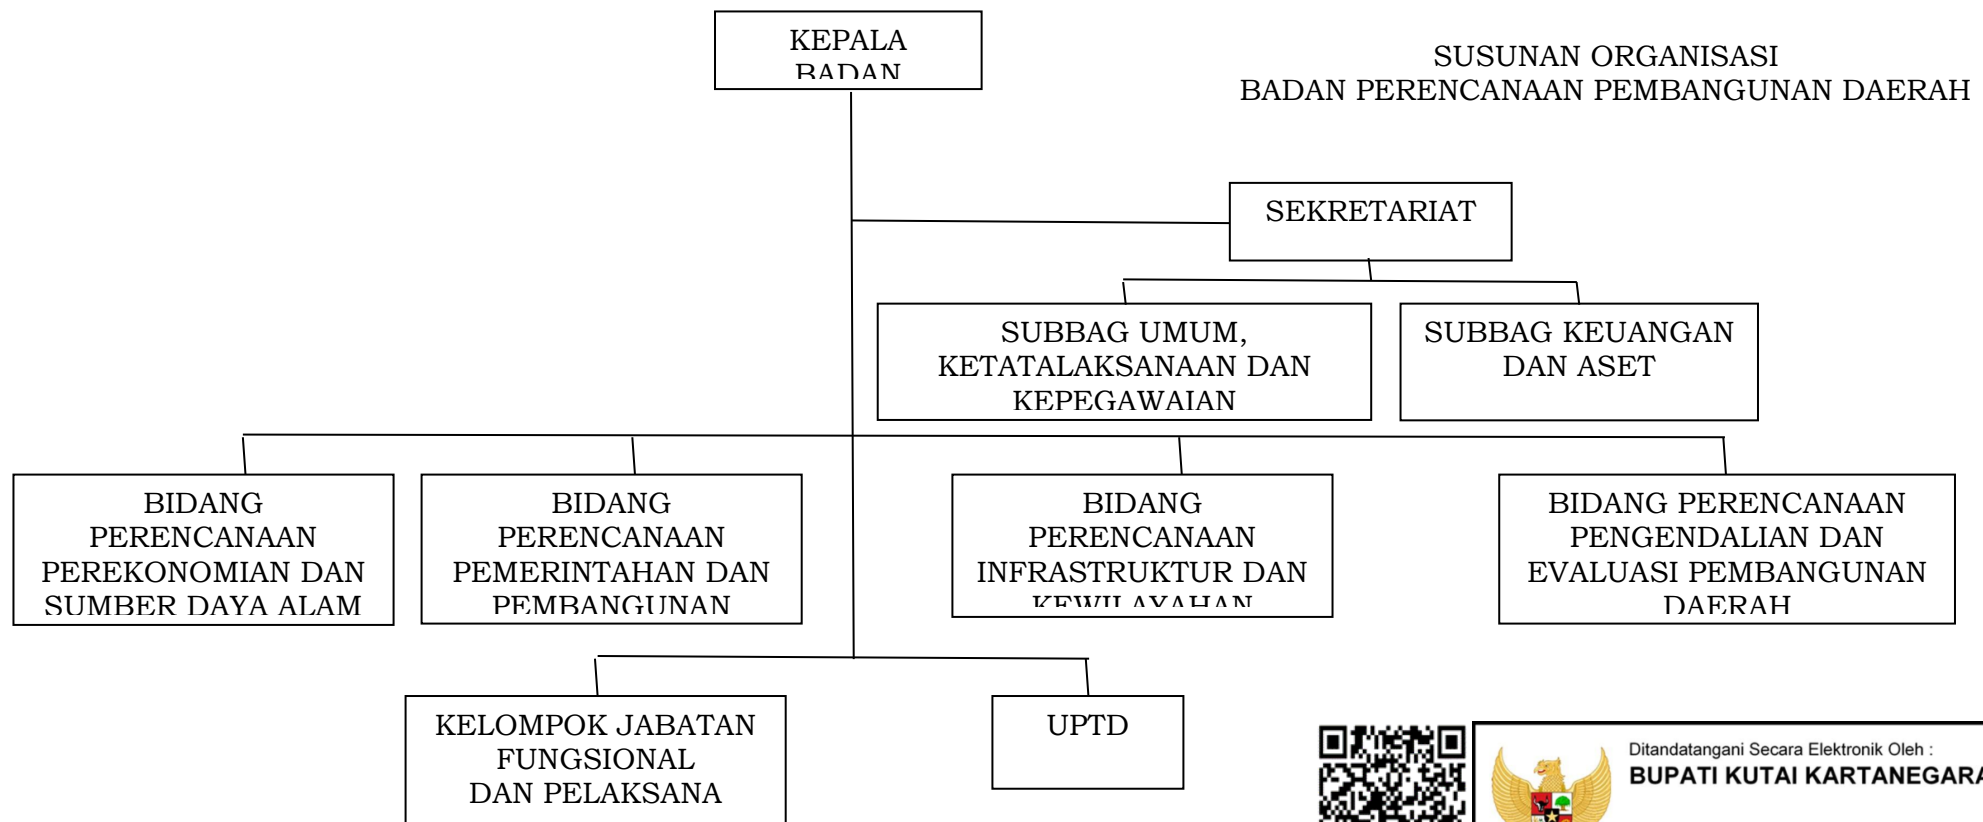 KEPALA
BADAN
SUSUNAN ORGANISASI
BADAN PERENCANAAN PEMBANGUNAN DAERAH
SEKRETARIAT
SUBBAG UMUM,
KETATALAKSANAAN DAN
KEPEGAWAIAN
SUBBAG KEUANGAN
DAN ASET
BIDANG
PERENCANAAN
PEREKONOMIAN DAN
SUMBER DAYA ALAM
BIDANG
PERENCANAAN
PEMERINTAHAN DAN
PEMBANGUNAN
BIDANG
PERENCANAAN
INFRASTRUKTUR DAN
KEWILAYAHAN
BIDANG PERENCANAAN
PENGENDALIAN DAN
EVALUASI PEMBANGUNAN
DAERAH
KELOMPOK JABATAN
FUNGSIONAL
DAN PELAKSANA
UPTD
Ditandatangani Secara Elektronik Oleh :
BUPATI KUTAI KARTANEGARA